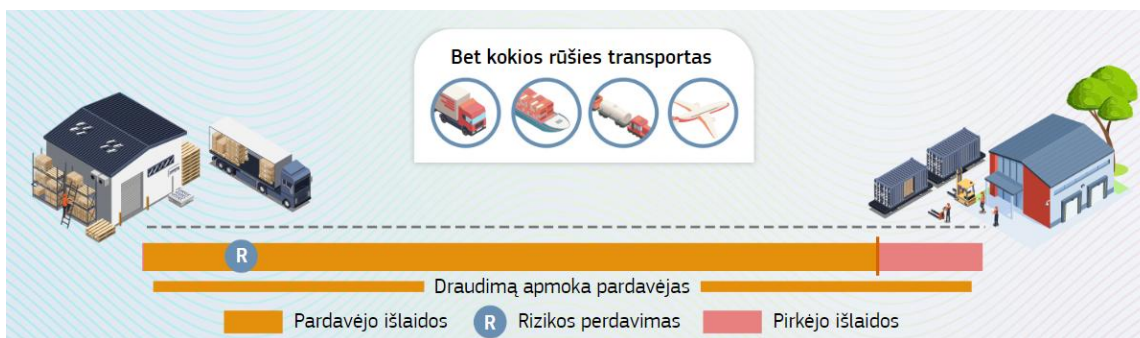 Bet kokios rūšies transportas
R
Draudimą apmoka pardavėjas
Pardavėjo išlaidos
R
Rizikos perdavimas
Pirkėjo išlaidos